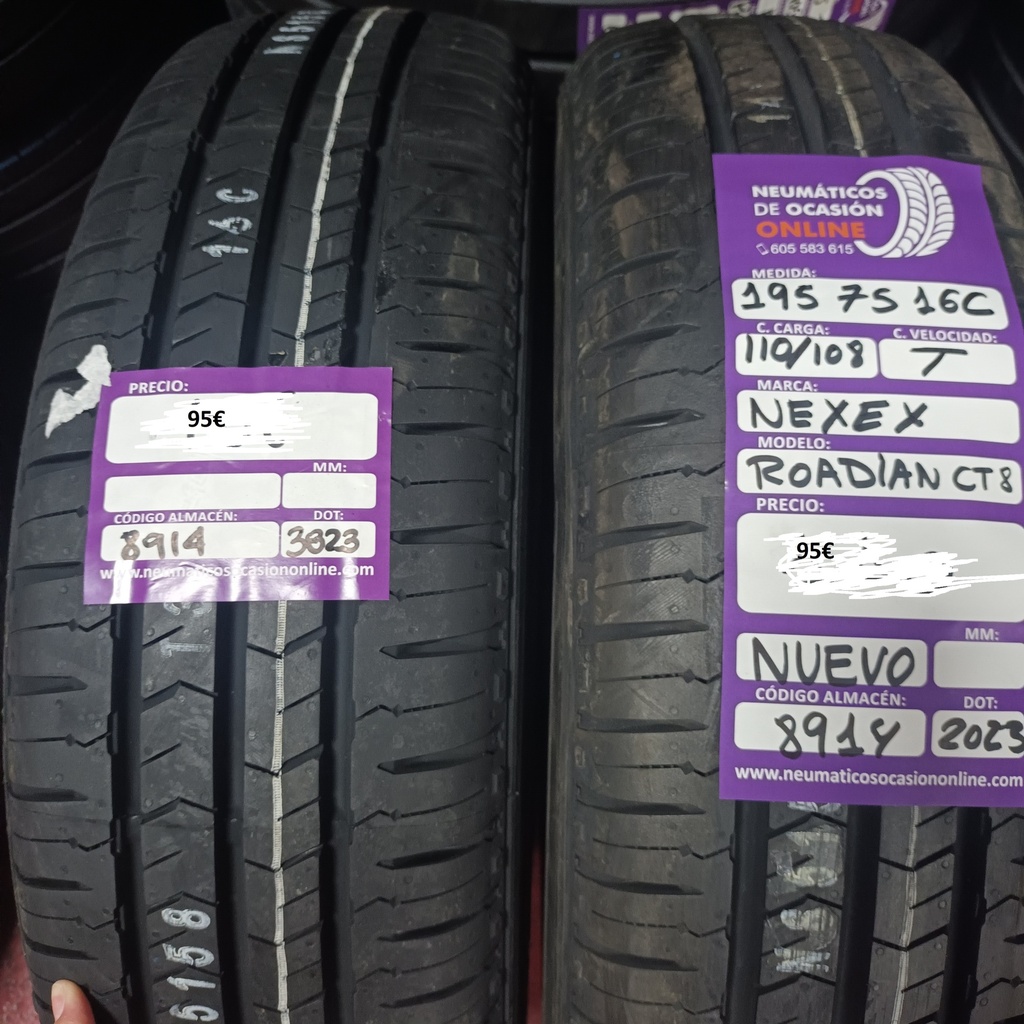 16C
PRECIO:
95€
MM:
CÓDIGO ALMACÉN:
DOT:
8914
3823
www.neumaticosocasiononline.com
5158
NEUMÁTICOS
DE OCASIÓN
ONLINE
605 583 615
MEDIDA:
195 75 16C
C. CARGA:
C. VELOCIDAD:
110/108
T
MARCA:
NEXEX
MODELO:
ROADIAN CT8
PRECIO:
95€
MM:
NUEVO
CÓDIGO ALMACÉN:
DOT:
8914
2023
www.neumaticosocasiononline.com